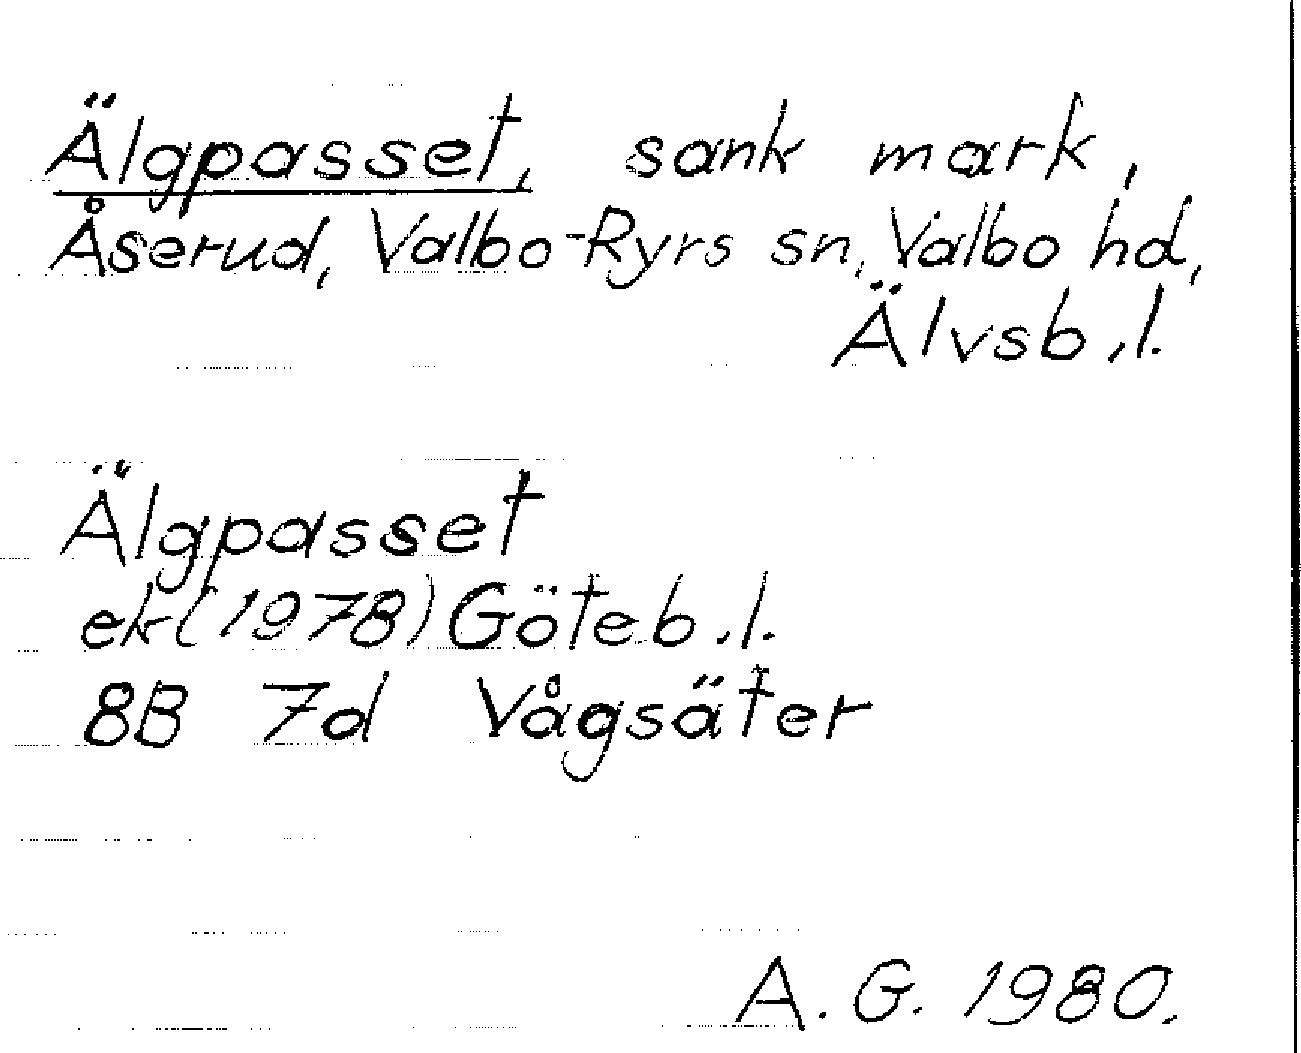 Älgpasset, sank mark,
Åserud, Valbo-Ryrs sn, Valbo hd,
Älvsb.l.
Älgpasset
ek (1978) Göteb.l.
8B 7d Vågsäter
A.G. 1980.